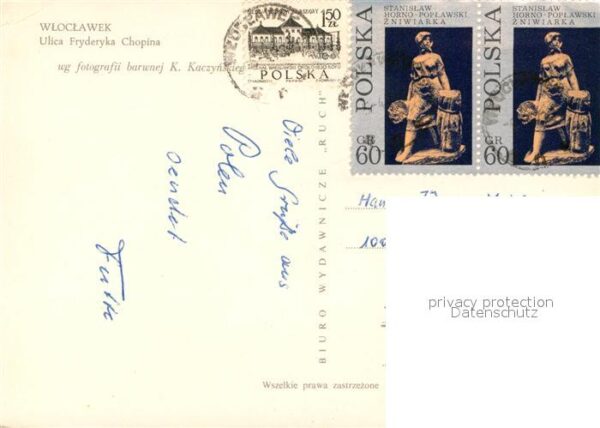 WŁOCŁAWEK
Ulica Fryderyka Chopina
wg fotografii barwnej K. Kaczyński
1.50
ZŁ
POLSKA
STANISŁAW
HORNO-POPŁAWSKI
ŻNIWIARKA
POLSKA
GR
60
STANISŁAW
HORNO-POPŁAWSKI
ŻNIWIARKA
POLSKA
GR
60
Viele Grüße aus
Polen
sendet
BIURO WYDAWNICZE "RUCH"
Wszelkie prawa zastrzeżone
privacy protection
Datenschutz